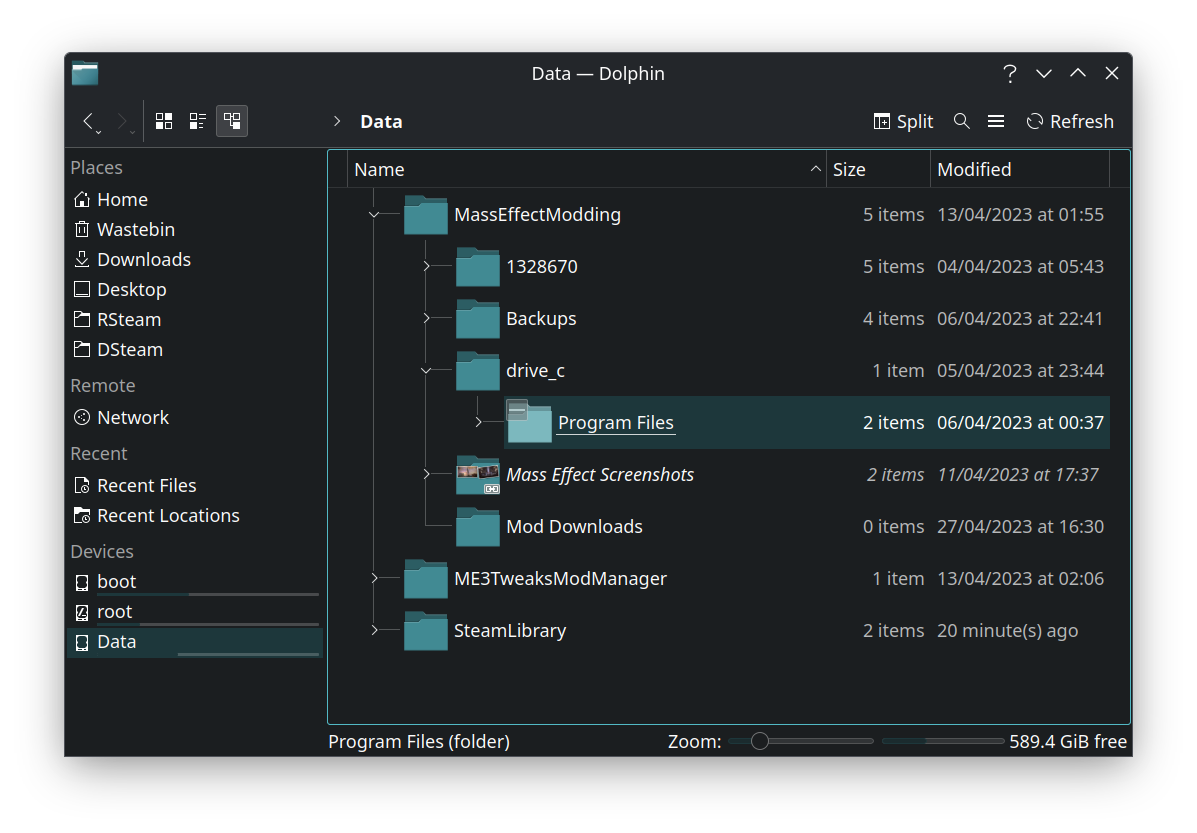 Data — Dolphin
Data
Split
Refresh
Places
Home
Wastebin
Downloads
Desktop
RSteam
DSteam
Remote
Network
Recent
Recent Files
Recent Locations
Devices
boot
root
Data
Name Size Modified
MassEffectModding 5 items 13/04/2023 at 01:55
1328670 5 items 04/04/2023 at 05:43
Backups 4 items 06/04/2023 at 22:41
drive_c 1 item 05/04/2023 at 23:44
Program Files 2 items 06/04/2023 at 00:37
Mass Effect Screenshots 2 items 11/04/2023 at 17:37
Mod Downloads 0 items 27/04/2023 at 16:30
ME3TweaksModManager 1 item 13/04/2023 at 02:06
SteamLibrary 2 items 20 minute(s) ago
Program Files (folder) Zoom: 589.4 GiB free